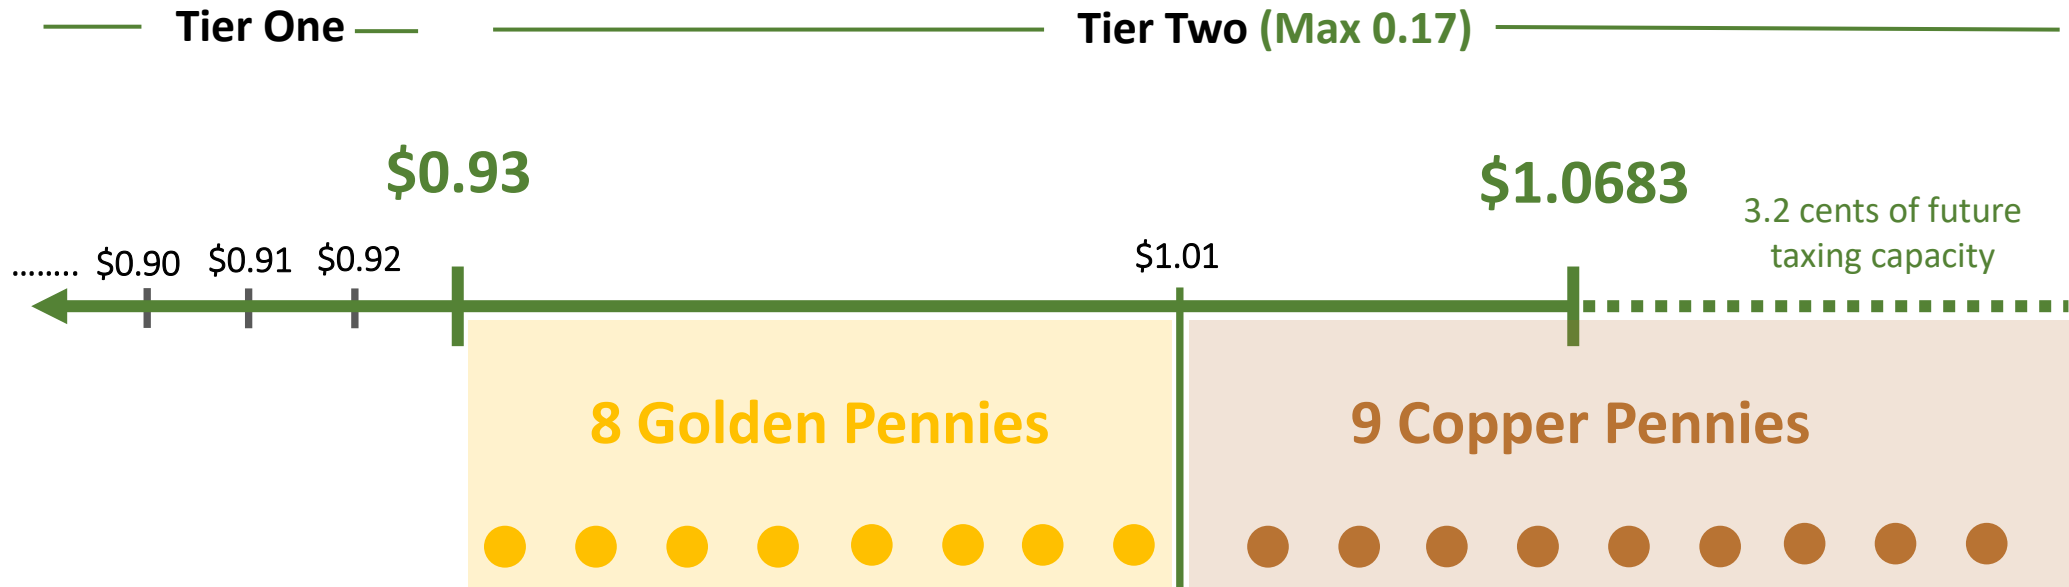 Tier One
Tier Two (Max 0.17)
$0.93
$1.0683
3.2 cents of future
taxing capacity
........ $0.90 $0.91 $0.92
$1.01
8 Golden Pennies
9 Copper Pennies